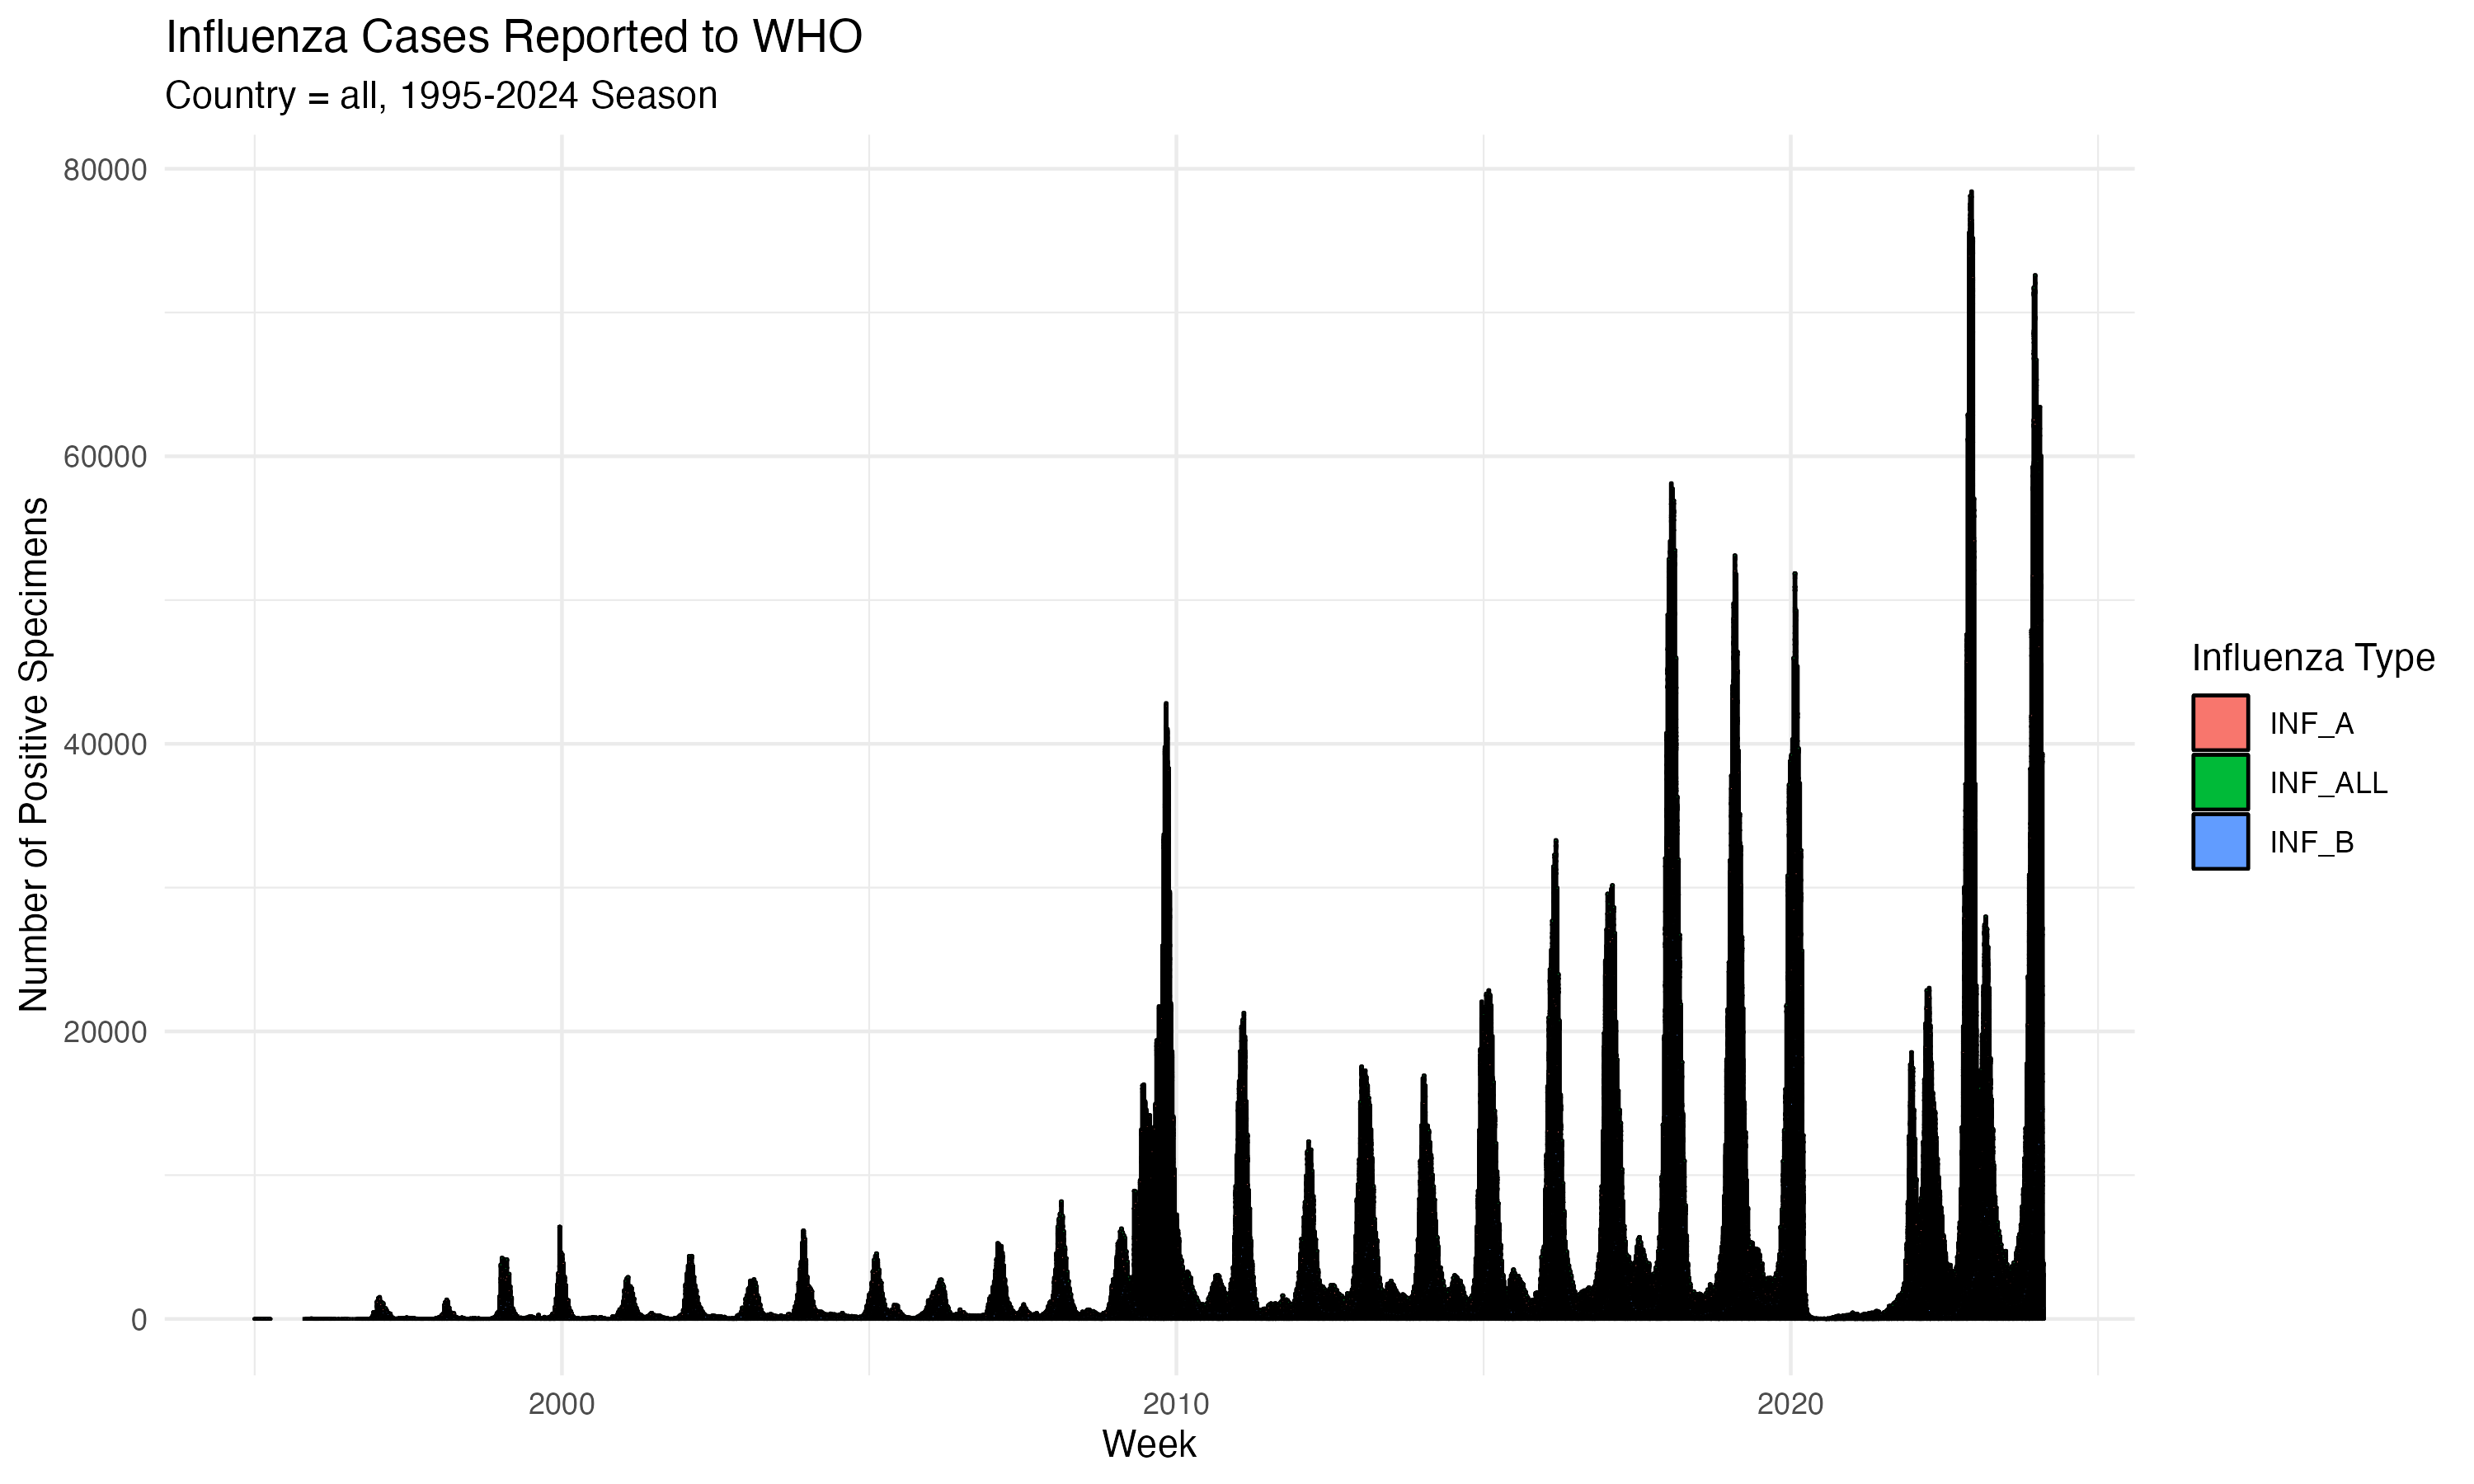 Influenza Cases Reported to WHO
Country = all, 1995-2024 Season
80000
60000
40000
20000
0
Number of Positive Specimens
2000
2010
2020
Week
Influenza Type
INF_A
INF_ALL
INF_B